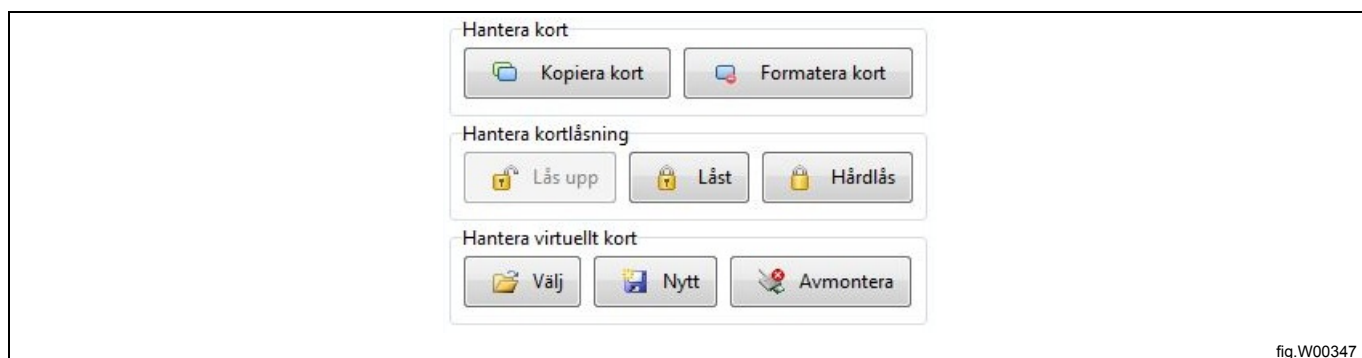 Hantera kort
Kopiera kort Formatera kort
Hantera kortlåsning
Lås upp Låst Hårdlås
Hantera virtuellt kort
Välj Nytt Avmontera
fig.W00347